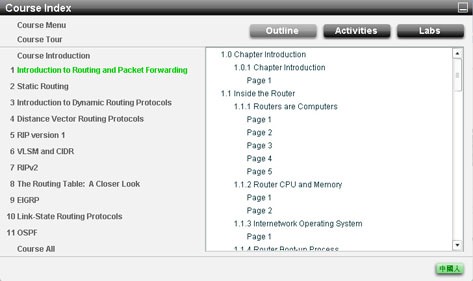 Course Index
Course Menu
Course Tour
Outline
Activities
Labs
Course Introduction
1 Introduction to Routing and Packet Forwarding
2 Static Routing
3 Introduction to Dynamic Routing Protocols
4 Distance Vector Routing Protocols
5 RIP version 1
6 VLSM and CIDR
7 RIPv2
8 The Routing Table: A Closer Look
9 EIGRP
10 Link-State Routing Protocols
11 OSPF
Course All
1.0 Chapter Introduction
1.0.1 Chapter Introduction
Page 1
1.1 Inside the Router
1.1.1 Routers are Computers
Page 1
Page 2
Page 3
Page 4
Page 5
1.1.2 Router CPU and Memory
Page 1
Page 2
1.1.3 Internetwork Operating System
Page 1
1.1.4 Router Boot-up Process